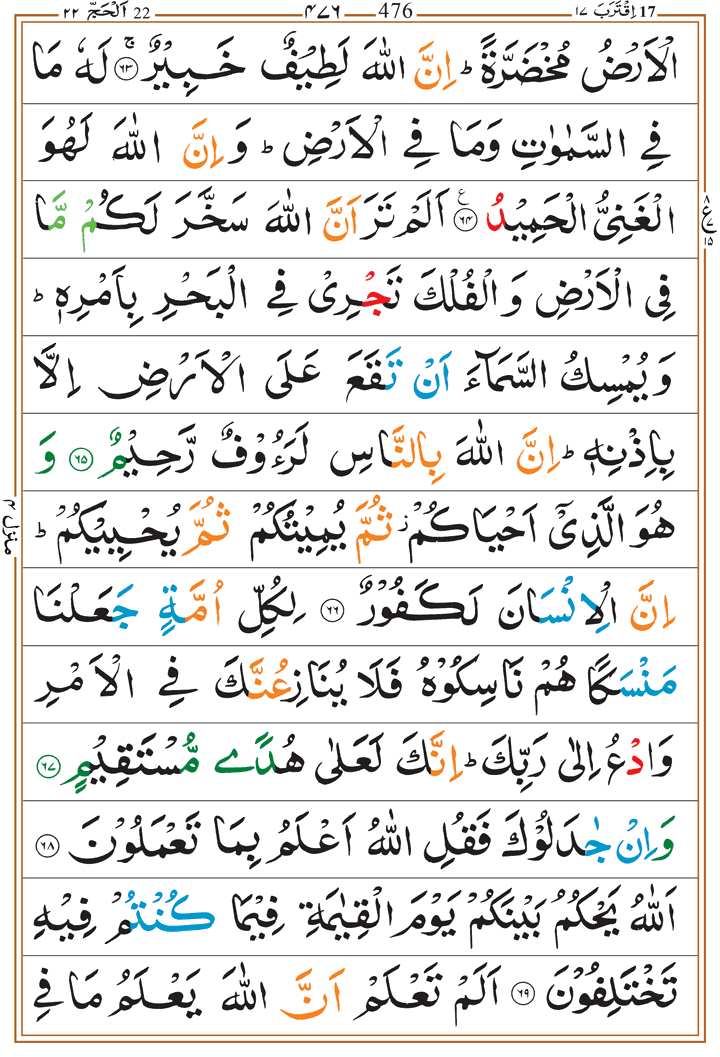 17 اِقْتَرَبَ ١٧ 476 ٤٧٦ 22 اَلْحَجّ ٢٢
الْاَرْضُ مُخْضَرَّةً ؕ اِنَّ اللّٰهَ لَطِيْفٌ خَبِيْرٌ ۚ ﴿٦٣﴾ لَهٗ مَا
فِي السَّمٰوٰتِ وَمَا فِي الْاَرْضِ ؕ وَ اِنَّ اللّٰهَ لَهُوَ
الْغَنِيُّ الْحَمِيْدُ ﴿٦٤﴾ ع اَلَمْ تَرَ اَنَّ اللّٰهَ سَخَّرَ لَكُمْ مَّا
فِي الْاَرْضِ وَ الْفُلْكَ تَجْرِيْ فِي الْبَحْرِ بِاَمْرِهٖ ؕ
وَ يُمْسِكُ السَّمَآءَ اَنْ تَقَعَ عَلَى الْاَرْضِ اِلَّا
بِاِذْنِهٖ ؕ اِنَّ اللّٰهَ بِالنَّاسِ لَرَءُوْفٌ رَّحِيْمٌ ﴿٦٥﴾ وَ
هُوَ الَّذِيْۤ اَحْيَاكُمْ ؗ ثُمَّ يُمِيْتُكُمْ ثُمَّ يُحْيِيْكُمْ ؕ
اِنَّ الْاِنْسَانَ لَكَفُوْرٌ ﴿٦٦﴾ لِكُلِّ اُمَّةٍ جَعَلْنَا
مَنْسَكًا هُمْ نَاسِكُوْهُ فَلَا يُنَازِعُنَّكَ فِي الْاَمْرِ
وَادْعُ اِلٰى رَبِّكَ ؕ اِنَّكَ لَعَلٰى هُدًى مُّسْتَقِيْمٍ ﴿٦٧﴾
وَاِنْ جٰدَلُوْكَ فَقُلِ اللّٰهُ اَعْلَمُ بِمَا تَعْمَلُوْنَ ﴿٦٨﴾
اَللّٰهُ يَحْكُمُ بَيْنَكُمْ يَوْمَ الْقِيٰمَةِ فِيْمَا كُنْتُمْ فِيْهِ
تَخْتَلِفُوْنَ ﴿٦٩﴾ اَلَمْ تَعْلَمْ اَنَّ اللّٰهَ يَعْلَمُ مَا فِي
ع ٨ ٧ ١٥
منزل ٤